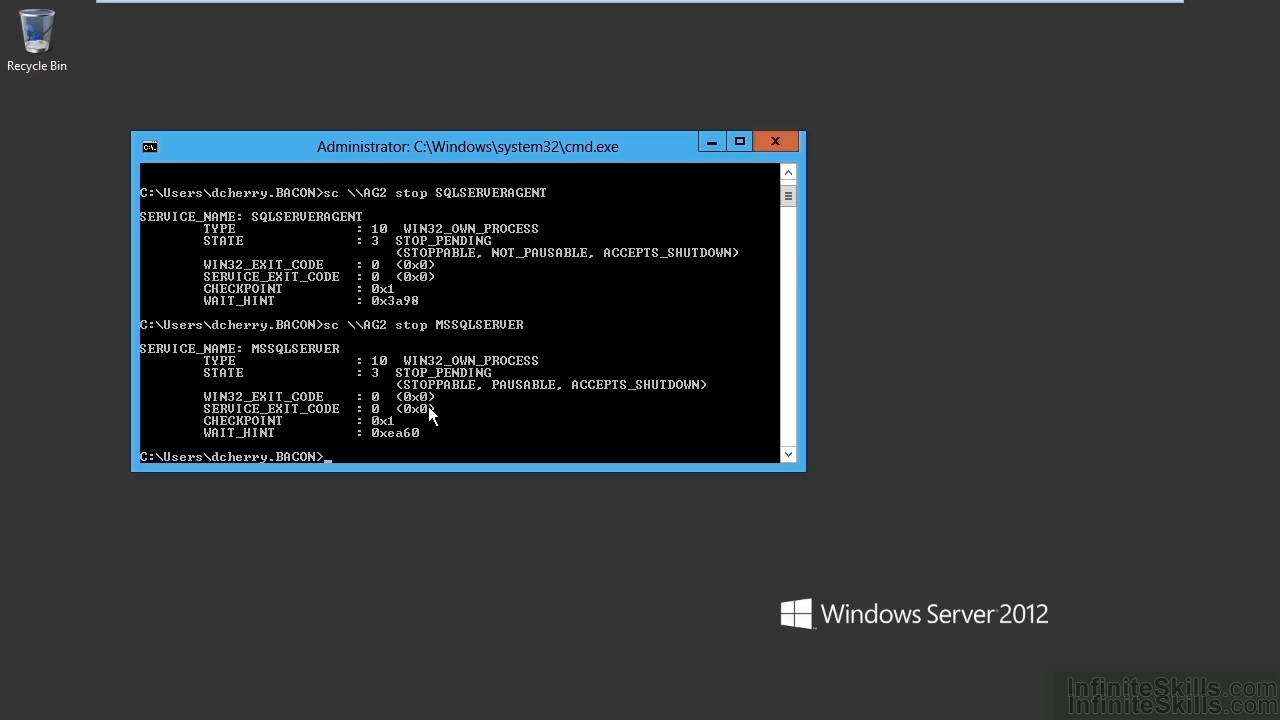 Recycle Bin
Administrator: C:\Windows\system32\cmd.exe
C:\Users\dcherry.BACON>sc \\AG2 stop SQLSERVERAGENT
SERVICE_NAME: SQLSERVERAGENT
TYPE : 10 WIN32_OWN_PROCESS
STATE : 3 STOP_PENDING
(STOPPABLE, NOT_PAUSABLE, ACCEPTS_SHUTDOWN)
WIN32_EXIT_CODE : 0 (0x0)
SERVICE_EXIT_CODE : 0 (0x0)
CHECKPOINT : 0x1
WAIT_HINT : 0x3a98
C:\Users\dcherry.BACON>sc \\AG2 stop MSSQLSERVER
SERVICE_NAME: MSSQLSERVER
TYPE : 10 WIN32_OWN_PROCESS
STATE : 3 STOP_PENDING
(STOPPABLE, PAUSABLE, ACCEPTS_SHUTDOWN)
WIN32_EXIT_CODE : 0 (0x0)
SERVICE_EXIT_CODE : 0 (0x0)
CHECKPOINT : 0x1
WAIT_HINT : 0xea60
C:\Users\dcherry.BACON>_
Windows Server 2012
InfiniteSkills.com
InfiniteSkills.com